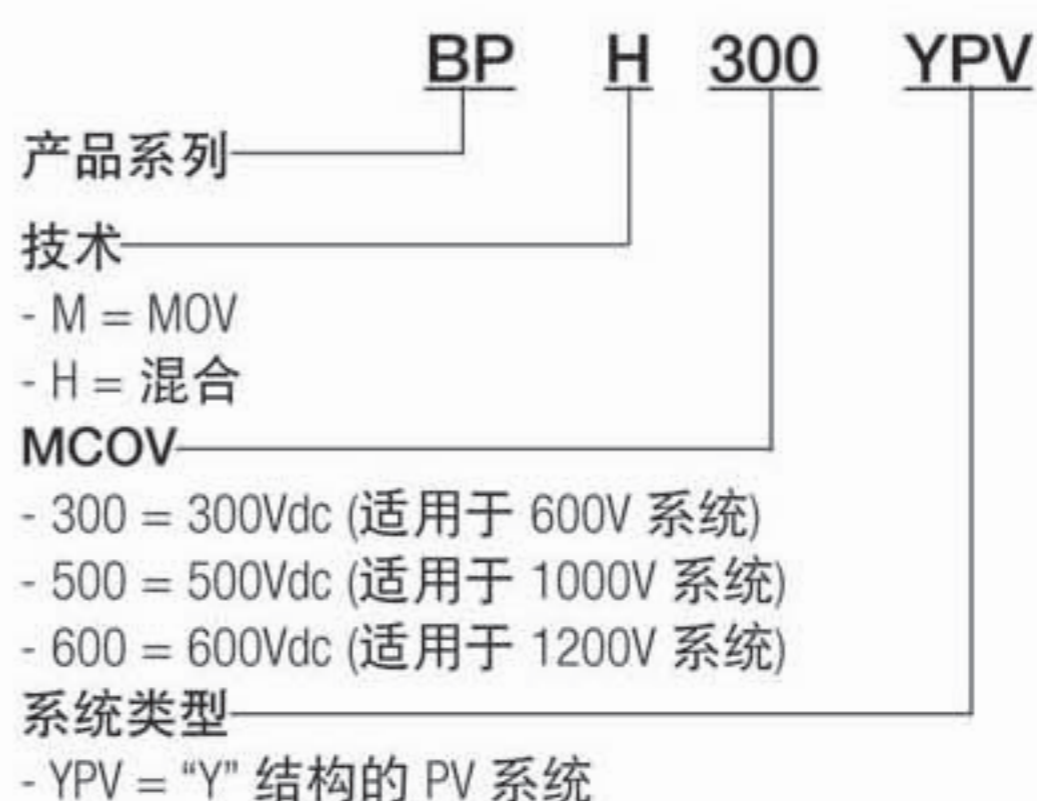 BP H 300 YPV
产品系列
技术
- M = MOV
- H = 混合
MCOV
- 300 = 300Vdc (适用于 600V 系统)
- 500 = 500Vdc (适用于 1000V 系统)
- 600 = 600Vdc (适用于 1200V 系统)
系统类型
- YPV = “Y” 结构的 PV 系统